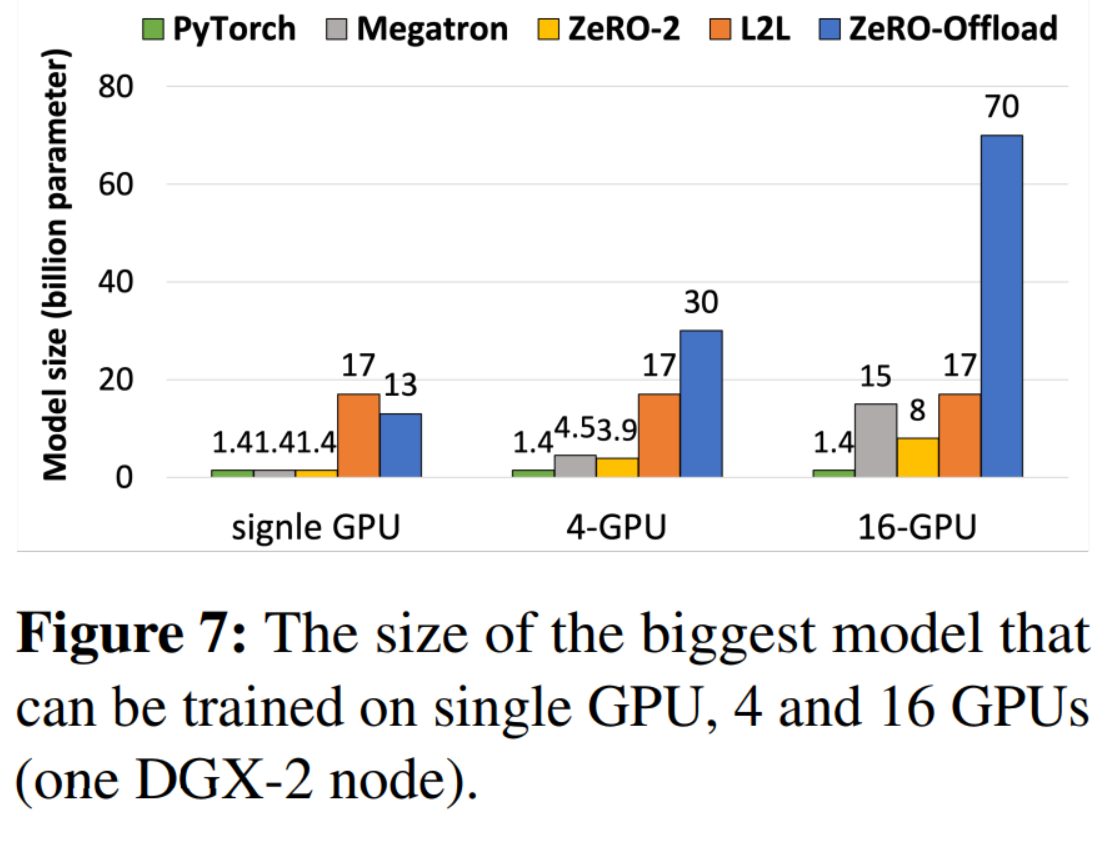 PyTorch Megatron ZeRO-2 L2L ZeRO-Offload
Model size (billion parameter)
80
60
40
20
0
1.4 1.4 1.4 17 13
1.4 4.5 3.9 17 30
1.4 15 8 17 70
signle GPU 4-GPU 16-GPU
Figure 7: The size of the biggest model that
can be trained on single GPU, 4 and 16 GPUs
(one DGX-2 node).